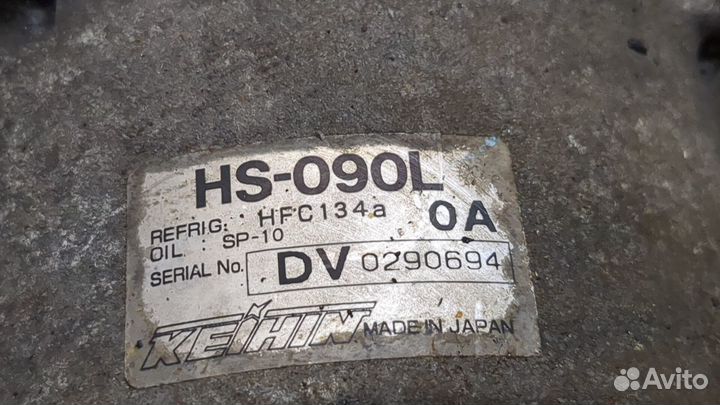 HS-090L
REFRIG: HFC134a 0A
OIL : SP-10
SERIAL No. DV 0290694
KEIHIN MADE IN JAPAN
Avito